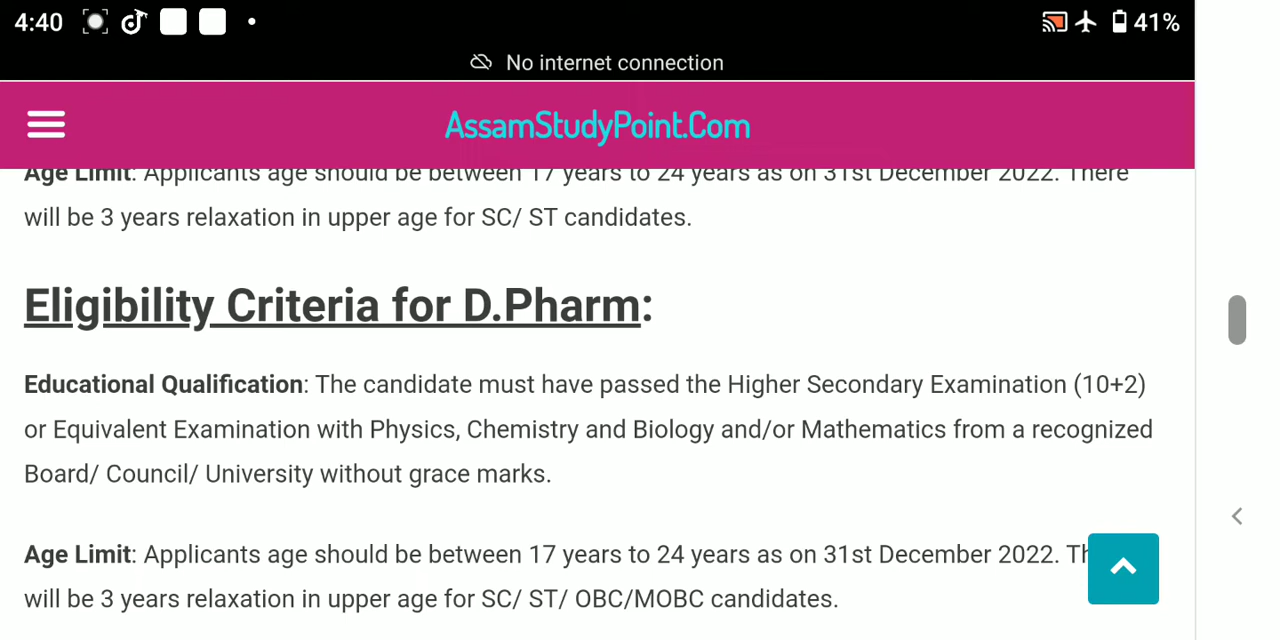 4:40
41%
No internet connection
AssamStudyPoint.Com
Age Limit: Applicants age should be between 17 years to 24 years as on 31st December 2022. There
will be 3 years relaxation in upper age for SC/ ST candidates.
Eligibility Criteria for D.Pharm:
Educational Qualification: The candidate must have passed the Higher Secondary Examination (10+2)
or Equivalent Examination with Physics, Chemistry and Biology and/or Mathematics from a recognized
Board/ Council/ University without grace marks.
Age Limit: Applicants age should be between 17 years to 24 years as on 31st December 2022.
will be 3 years relaxation in upper age for SC/ ST/ OBC/MOBC candidates.